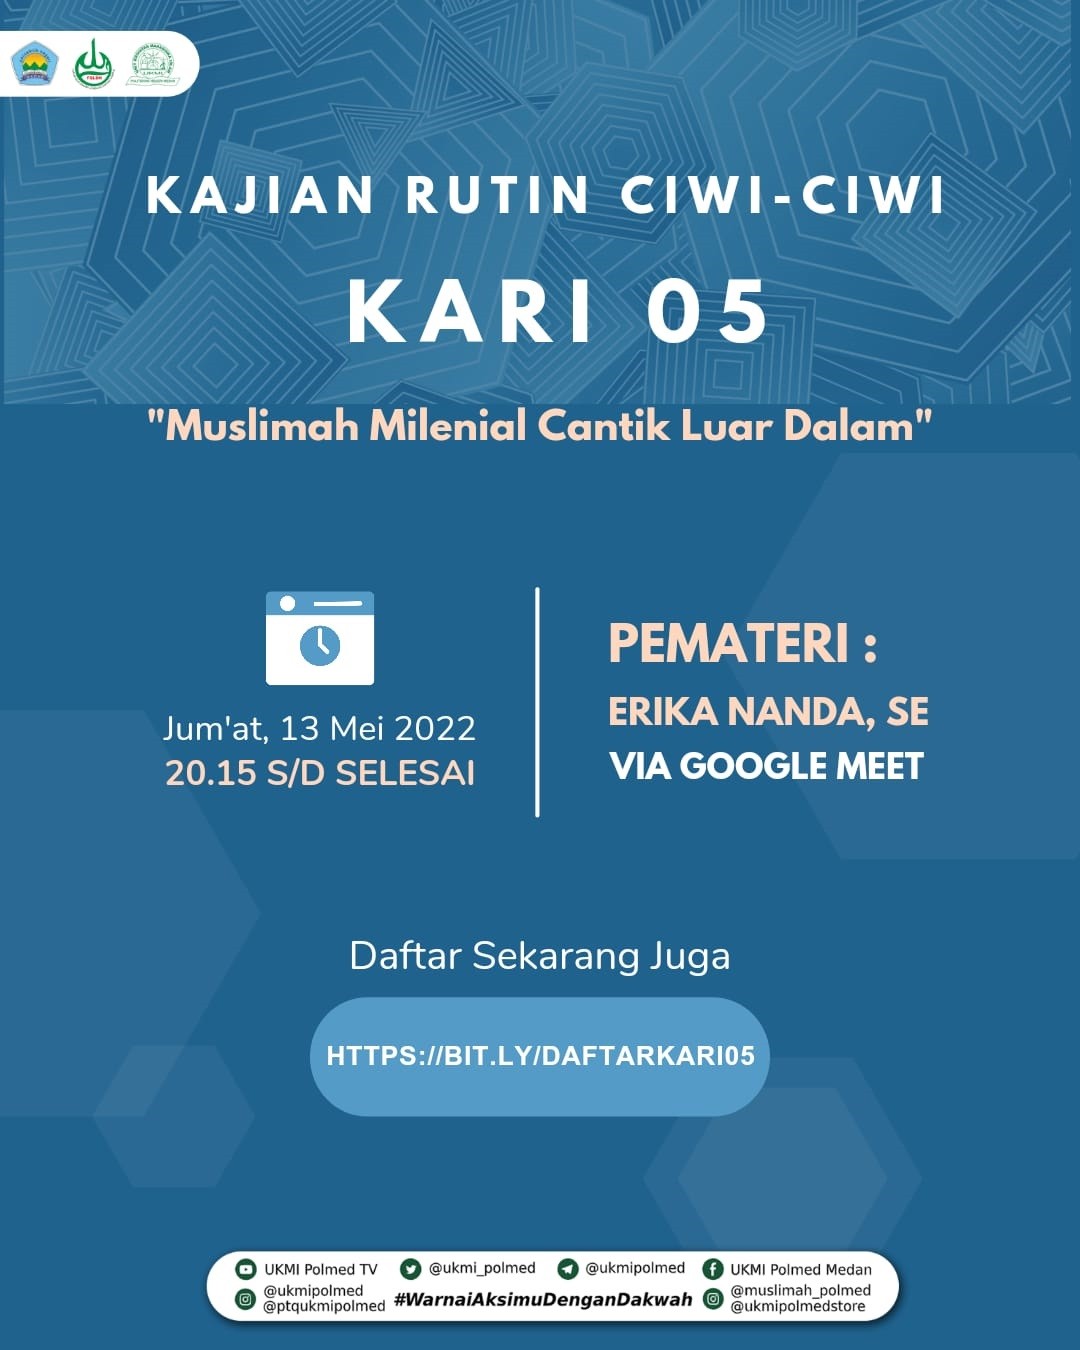 KAJIAN RUTIN CIWI-CIWI
KARI 05
"Muslimah Milenial Cantik Luar Dalam"
Jum'at, 13 Mei 2022
20.15 S/D SELESAI
PEMATERI :
ERIKA NANDA, SE
VIA GOOGLE MEET
Daftar Sekarang Juga
HTTPS://BIT.LY/DAFTARKARI05
UKMI Polmed TV
@ukmi_polmed
@ukmipolmed
UKMI Polmed Medan
@ukmipolmed
@ptqukmipolmed
#WarnaiAksimuDenganDakwah
@muslimah_polmed
@ukmipolmedstore